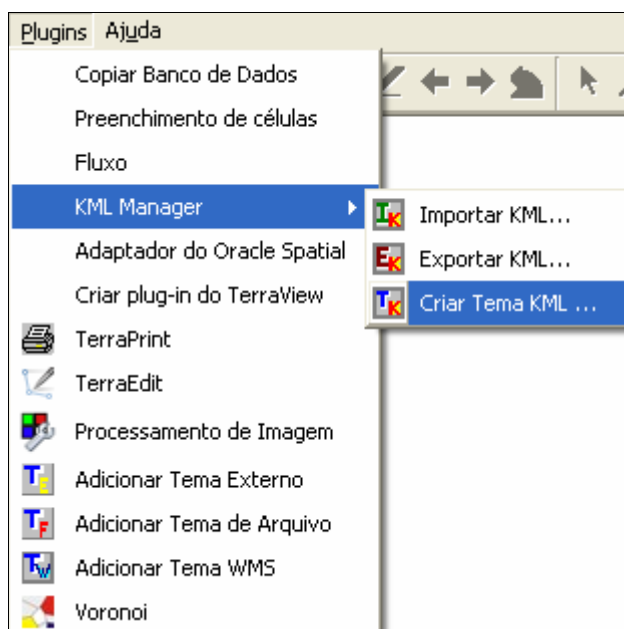 Plugins Ajuda
Copiar Banco de Dados
Preenchimento de células
Fluxo
KML Manager
Importar KML...
Adaptador do Oracle Spatial
Exportar KML...
Criar plug-in do TerraView
Criar Tema KML ...
TerraPrint
TerraEdit
Processamento de Imagem
Adicionar Tema Externo
Adicionar Tema de Arquivo
Adicionar Tema WMS
Voronoi